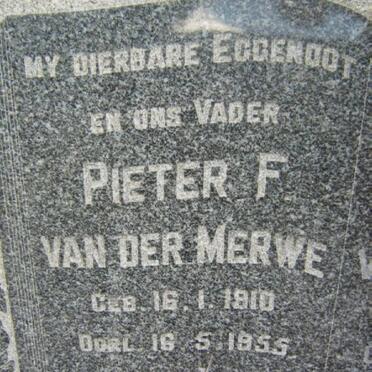 MY DIERBARE EGGENOOT
EN ONS VADER
PIETER F.
VAN DER MERWE
GEB. 16. 1. 1910
OORL. 16. 5. 1955.